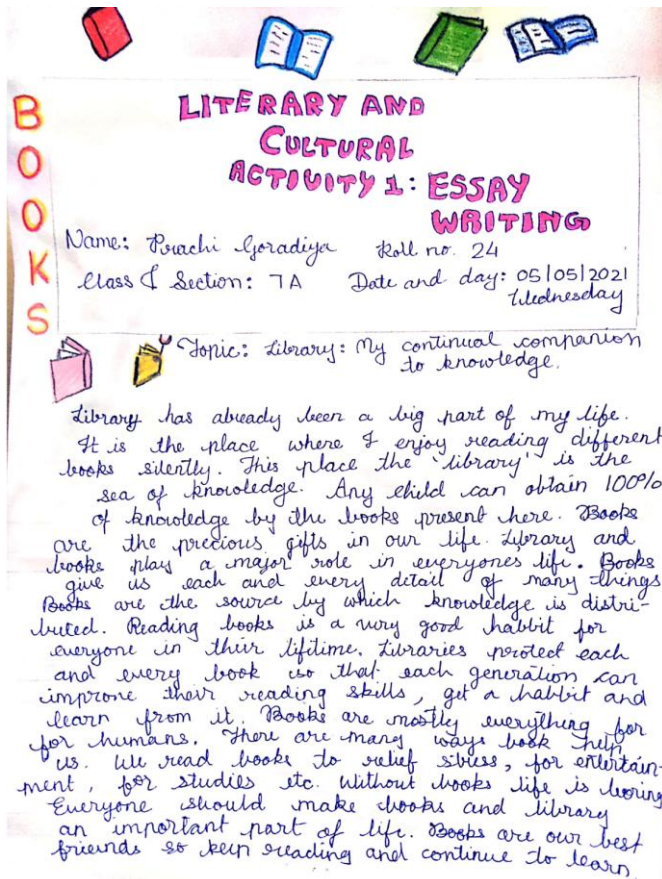 BOOKS
LITERARY AND
CULTURAL
ACTIVITY 1: ESSAY
WRITING
Name: Prachi Goradiya Roll no. 24
Class & Section: 7A Date and day: 05/05/2021
Wednesday
Topic: Library: My continual companion
to knowledge.
Library has already been a big part of my life.
It is the place where I enjoy reading different
books silently. This place the 'library' is the
sea of knowledge. Any child can obtain 100%
of knowledge by the books present here. Books
are the precious gifts in our life. Library and
books play a major role in everyones life. Books
give us each and every detail of many things
Books are the source by which knowledge is distri-
buted. Reading books is a very good habbit for
everyone in their lifetime. Libraries protect each
and every book so that each generation can
improve their reading skills, get a habbit and
learn from it. Books are mostly everything for
for humans. There are many ways book help
us. We read books to relief stress, for entertain-
ment, for studies etc. Without books life is boring
Everyone should make books and library
an important part of life. Books are our best
friends so keep reading and continue to learn.